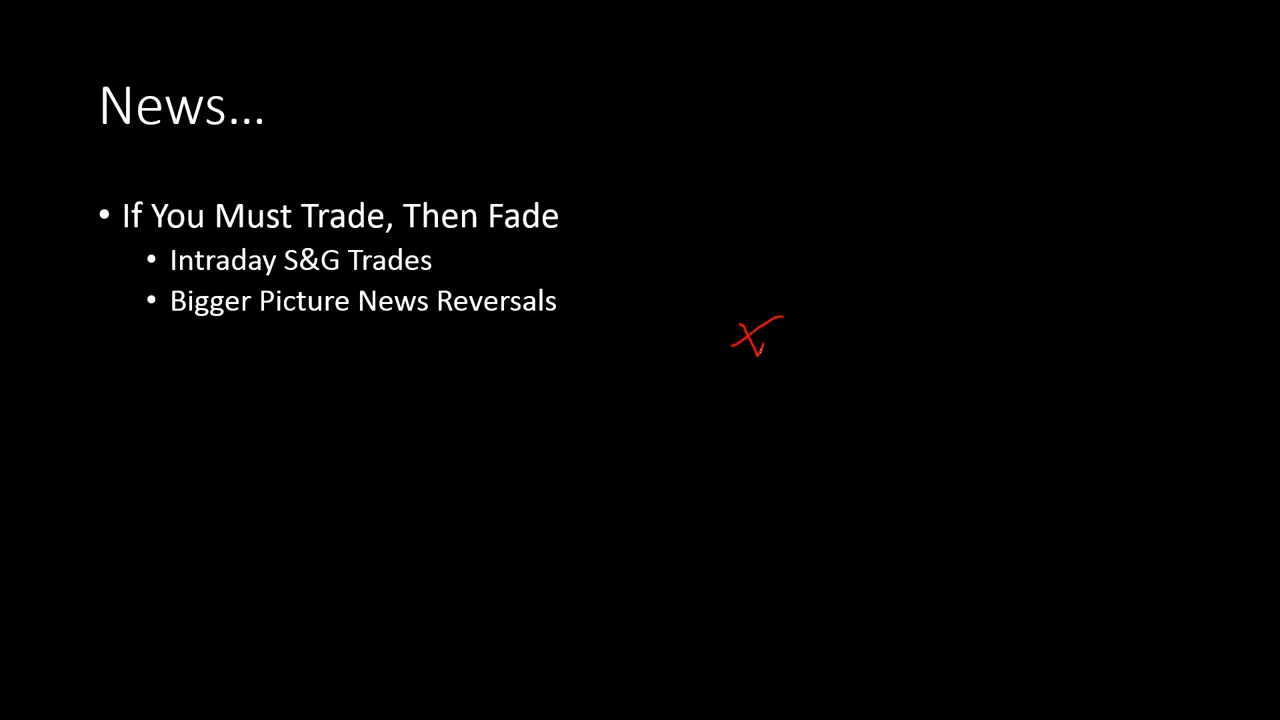 News...
• If You Must Trade, Then Fade
• Intraday S&G Trades
• Bigger Picture News Reversals